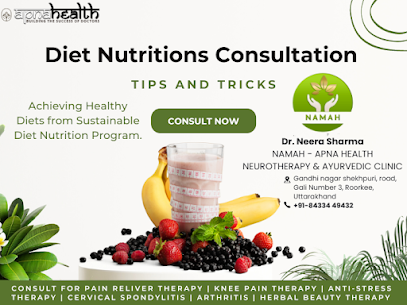 apnahealth
BUILDING THE SUCCESS OF DOCTORS
Diet Nutritions Consultation
TIPS AND TRICKS
Achieving Healthy
Diets from Sustainable
Diet Nutrition Program.
CONSULT NOW
NAMAH
Dr. Neera Sharma
NAMAH - APNA HEALTH
NEUROTHERAPY & AYURVEDIC CLINIC
Gandhi nagar shekhpuri, road,
Gali Number 3, Roorkee,
Uttarakhand
+91-84334 49432
CONSULT FOR PAIN RELIVER THERAPY | KNEE PAIN THERAPY | ANTI-STRESS
THERAPY | CERVICAL SPONDYLITIS | ARTHRITIS | HERBAL BEAUTY THERAPY